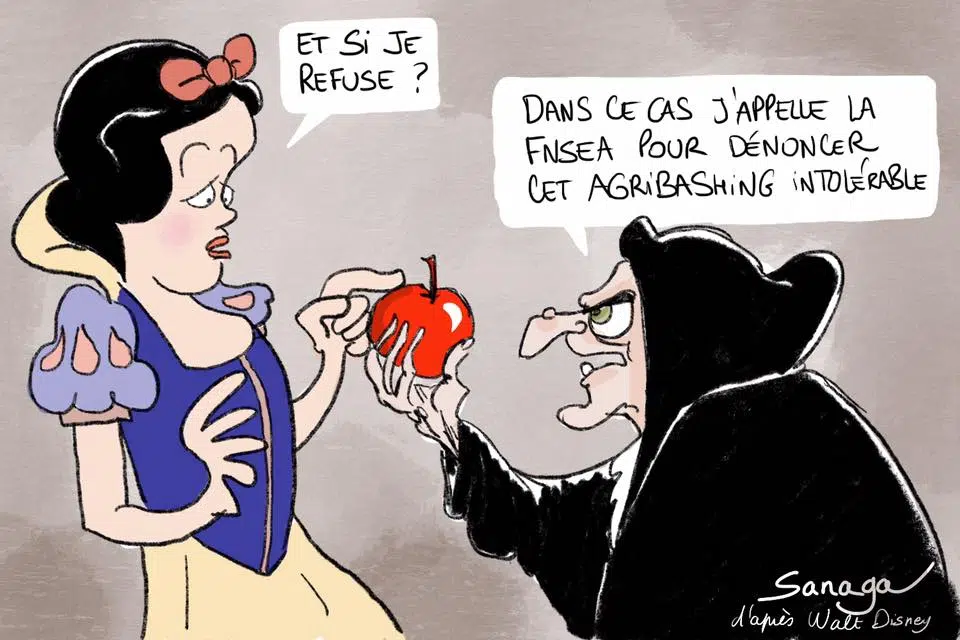 ET SI JE
REFUSE ?
DANS CE CAS J'APPELLE LA
FNSEA POUR DÉNONCER
CET AGRIBASHING INTOLÉRABLE
Sanaga
d'après Walt Disney